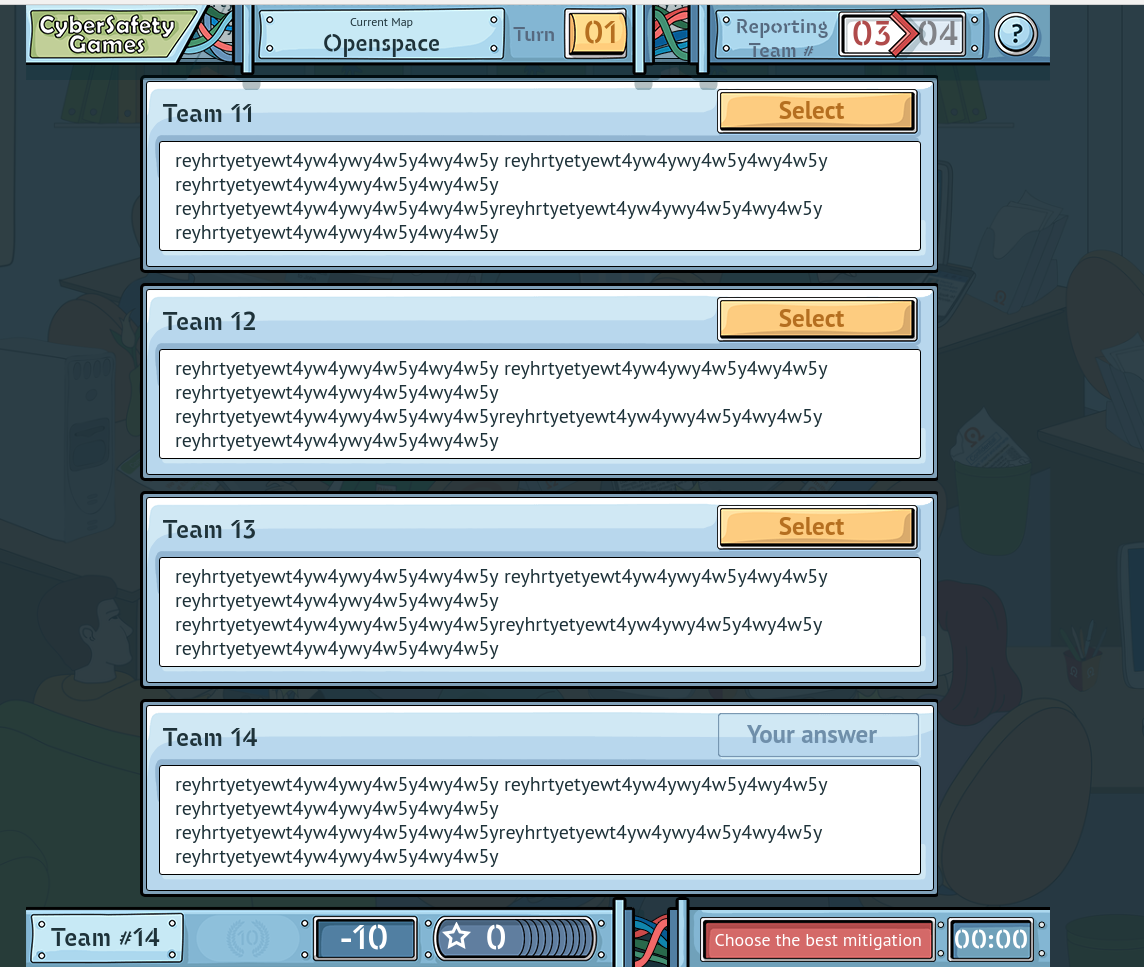 CyberSafety
Games
Current Map
Openspace
Turn
01
Reporting
Team #
03
04
?
Team 11
Select
reyhrtyetyewt4yw4ywy4w5y4wy4w5y reyhrtyetyewt4yw4ywy4w5y4wy4w5y
reyhrtyetyewt4yw4ywy4w5y4wy4w5y
reyhrtyetyewt4yw4ywy4w5y4wy4w5yreyhrtyetyewt4yw4ywy4w5y4wy4w5y
reyhrtyetyewt4yw4ywy4w5y4wy4w5y
Team 12
Select
reyhrtyetyewt4yw4ywy4w5y4wy4w5y reyhrtyetyewt4yw4ywy4w5y4wy4w5y
reyhrtyetyewt4yw4ywy4w5y4wy4w5y
reyhrtyetyewt4yw4ywy4w5y4wy4w5yreyhrtyetyewt4yw4ywy4w5y4wy4w5y
reyhrtyetyewt4yw4ywy4w5y4wy4w5y
Team 13
Select
reyhrtyetyewt4yw4ywy4w5y4wy4w5y reyhrtyetyewt4yw4ywy4w5y4wy4w5y
reyhrtyetyewt4yw4ywy4w5y4wy4w5y
reyhrtyetyewt4yw4ywy4w5y4wy4w5yreyhrtyetyewt4yw4ywy4w5y4wy4w5y
reyhrtyetyewt4yw4ywy4w5y4wy4w5y
Team 14
Your answer
reyhrtyetyewt4yw4ywy4w5y4wy4w5y reyhrtyetyewt4yw4ywy4w5y4wy4w5y
reyhrtyetyewt4yw4ywy4w5y4wy4w5y
reyhrtyetyewt4yw4ywy4w5y4wy4w5yreyhrtyetyewt4yw4ywy4w5y4wy4w5y
reyhrtyetyewt4yw4ywy4w5y4wy4w5y
Team #14
10
-10
0
Choose the best mitigation
00:00